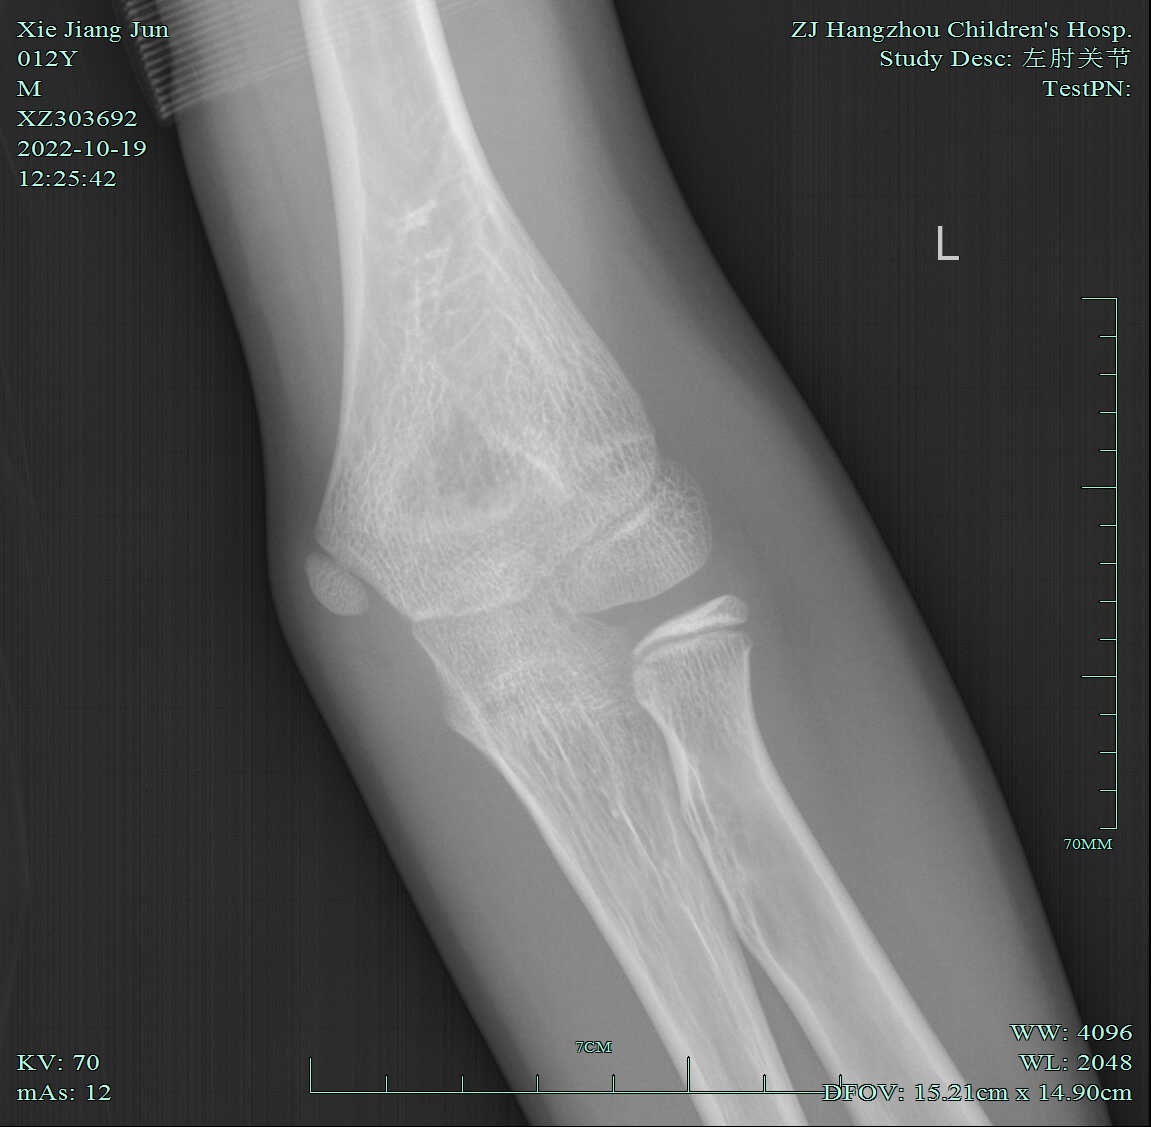 Xie Jiang Jun
012Y
M
XZ303692
2022-10-19
12:25:42
ZJ Hangzhou Children's Hosp.
Study Desc: 左肘关节
TestPN:
L
70MM
7CM
KV: 70
mAs: 12
WW: 4096
WL: 2048
DFOV: 15.21cm x 14.90cm